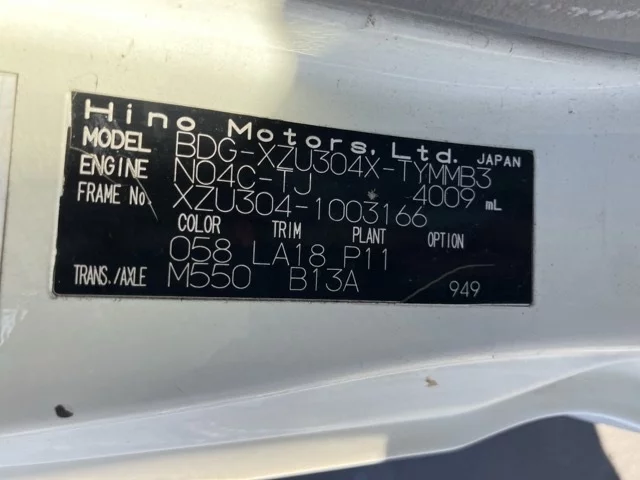 Hino Motors, Ltd. JAPAN
MODEL BDG-XZU304X-TYMMB3
ENGINE N04C-TJ 4009 mL
FRAME No. XZU304-1003166
COLOR TRIM PLANT OPTION
058 LA18 P11
TRANS./AXLE M550 B13A 949